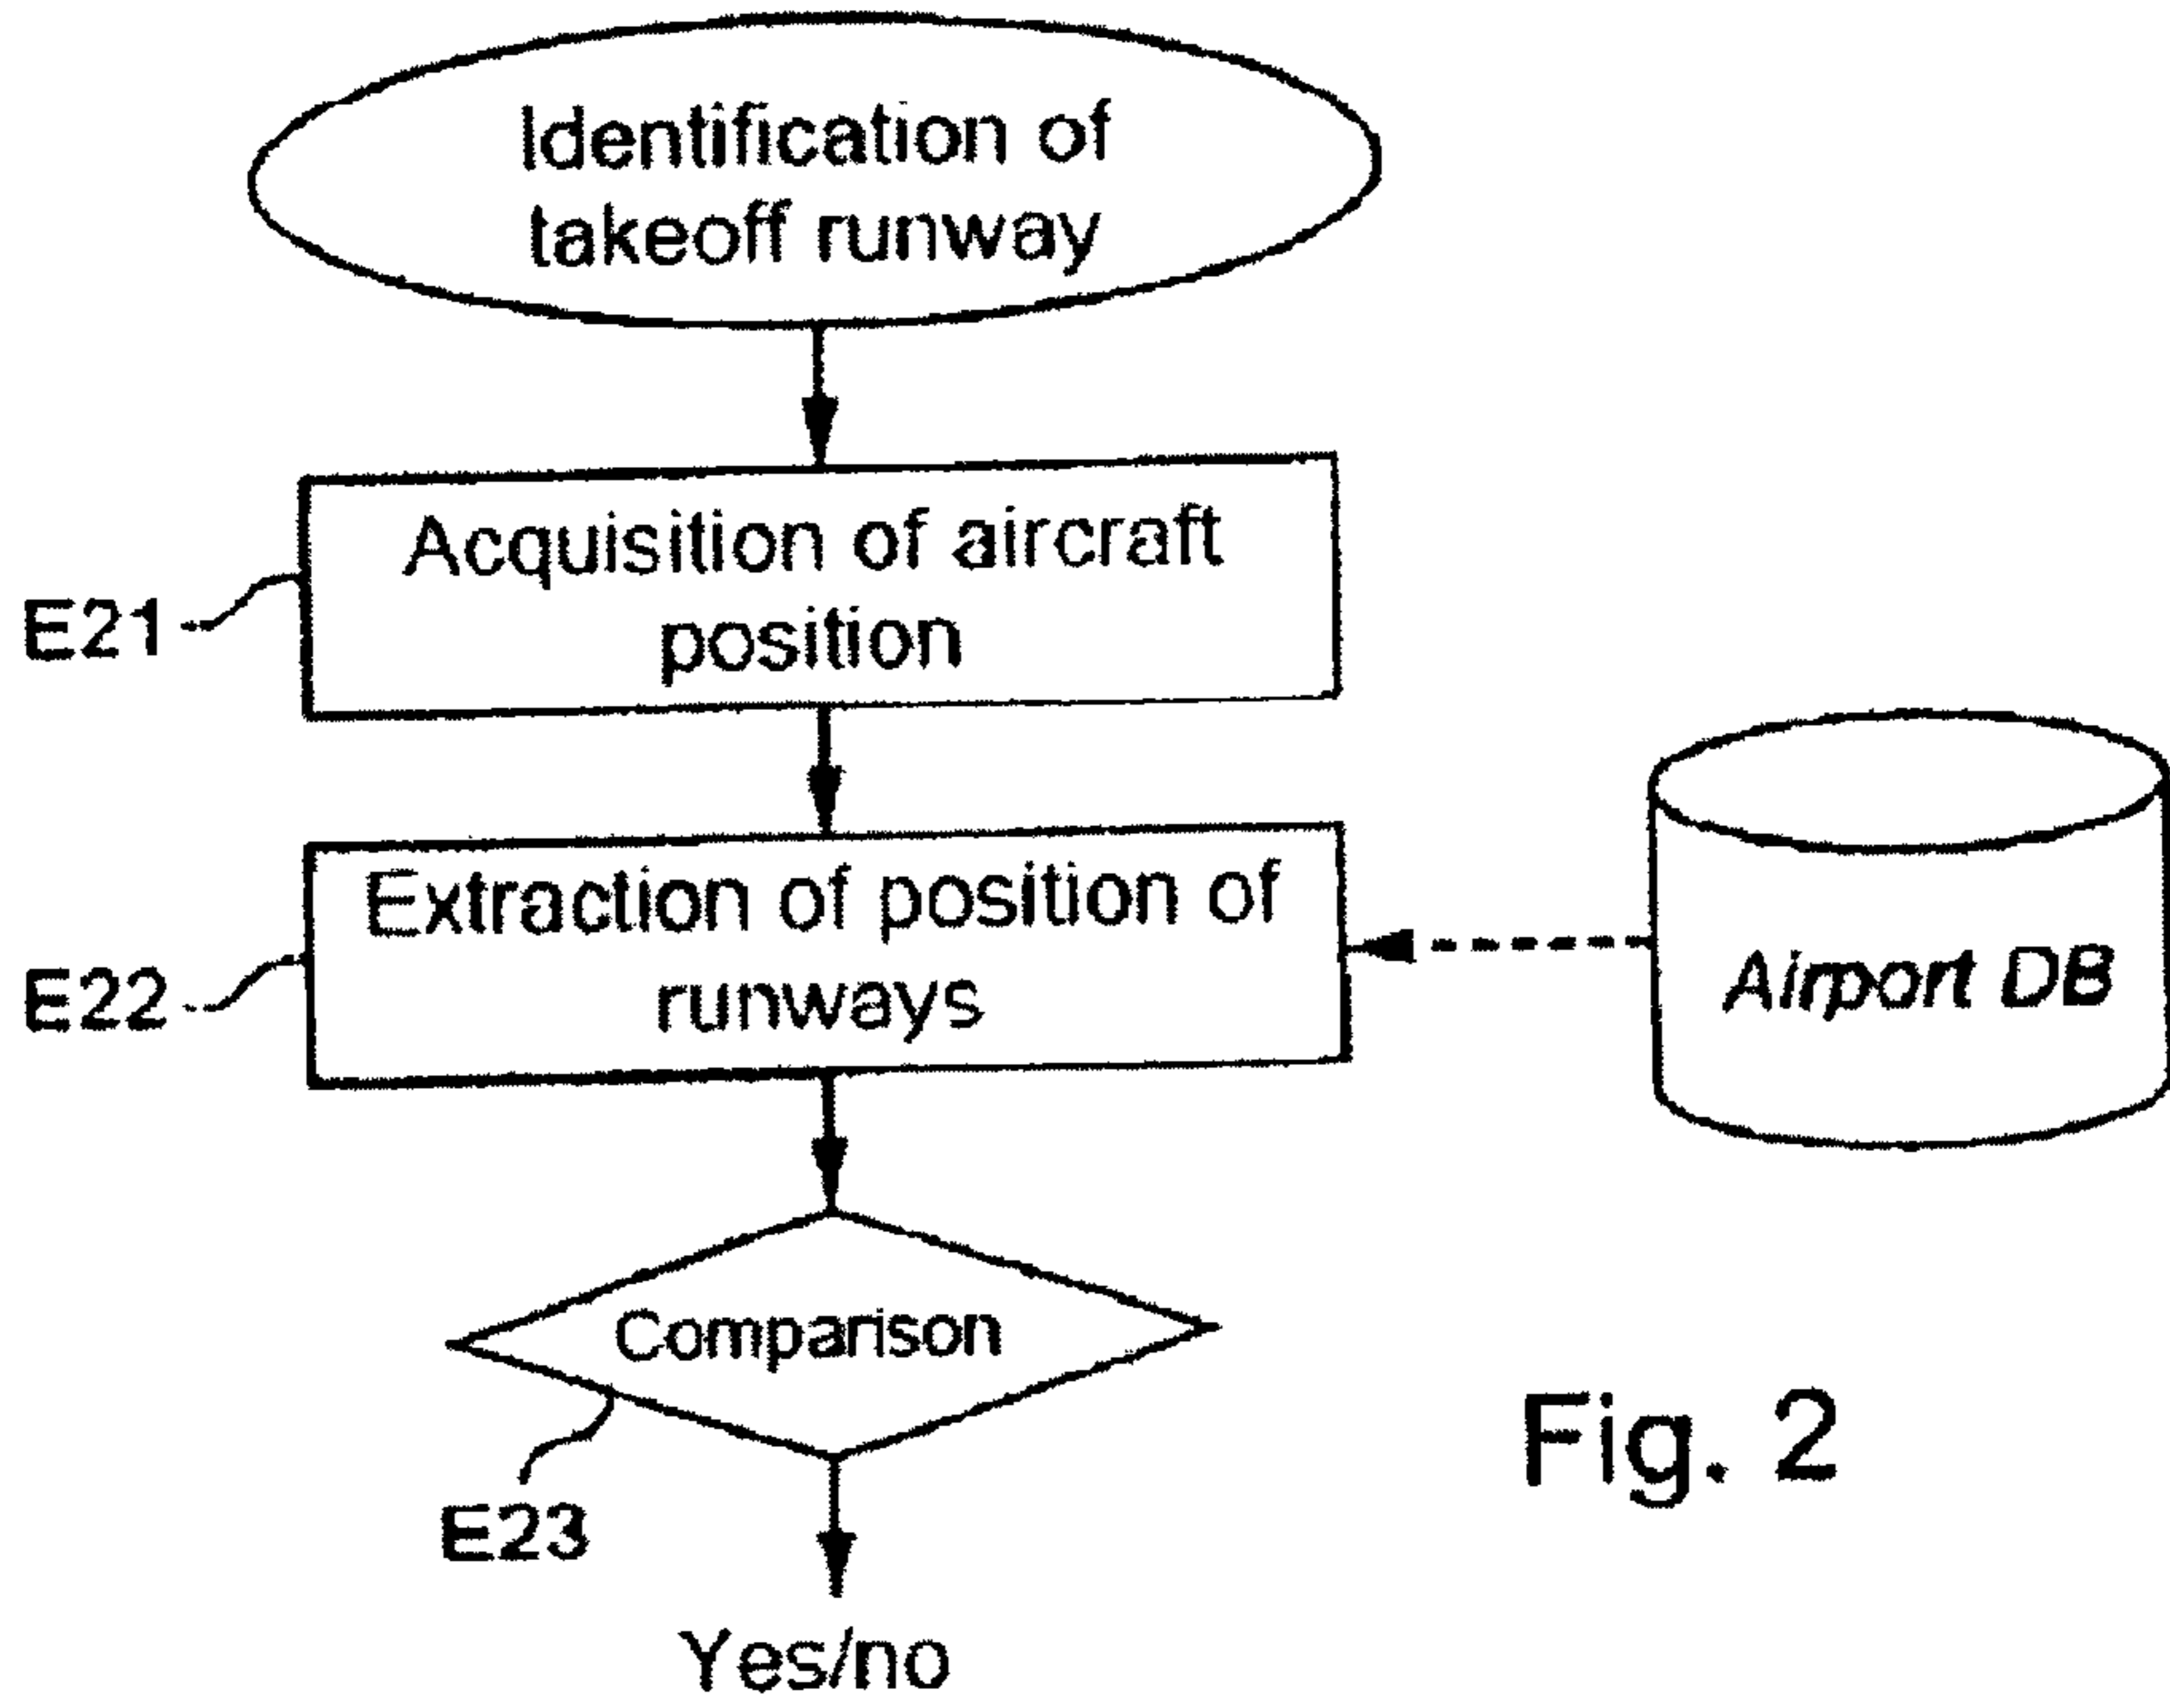 Identification of
takeoff runway
Acquisition of aircraft
position
E21
Extraction of position of
runways
E22
Airport DB
Comparison
E23
Fig. 2
Yes/no